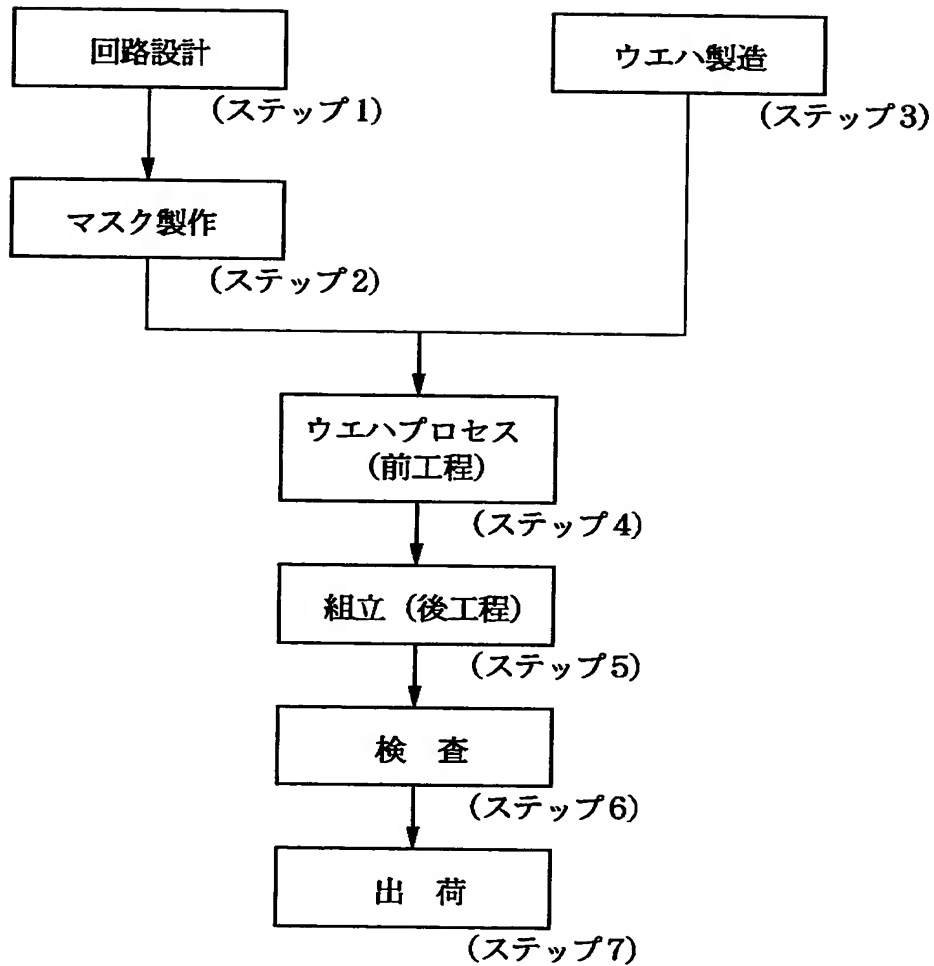 回路設計
(ステップ1)
ウエハ製造
(ステップ3)
マスク製作
(ステップ2)
ウエハプロセス
(前工程)
(ステップ4)
組立(後工程)
(ステップ5)
検 査
(ステップ6)
出 荷
(ステップ7)